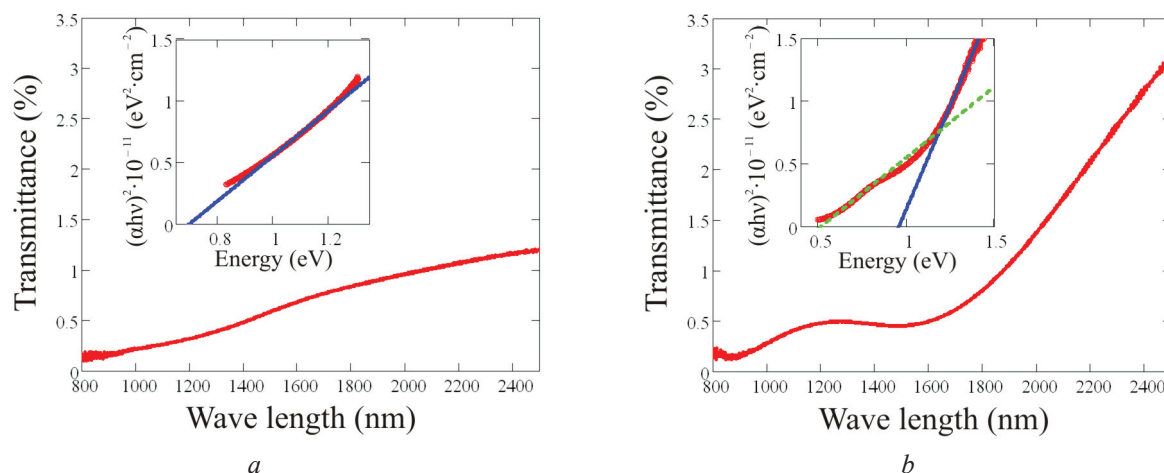 3.5
3
2.5
2
1.5
1
0.5
0
Transmittance (%)
800 1000 1200 1400 1600 1800 2000 2200 2400
Wave length (nm)
1.5
1
0.5
0
(αhν)²·10⁻¹¹ (eV²·cm⁻²)
0.8 1 1.2
Energy (eV)
a
3.5
3
2.5
2
1.5
1
0.5
0
Transmittance (%)
800 1000 1200 1400 1600 1800 2000 2200 2400
Wave length (nm)
1.5
1
0.5
0
(αhν)²·10⁻¹¹ (eV²·cm⁻²)
0.5 1 1.5
Energy (eV)
b